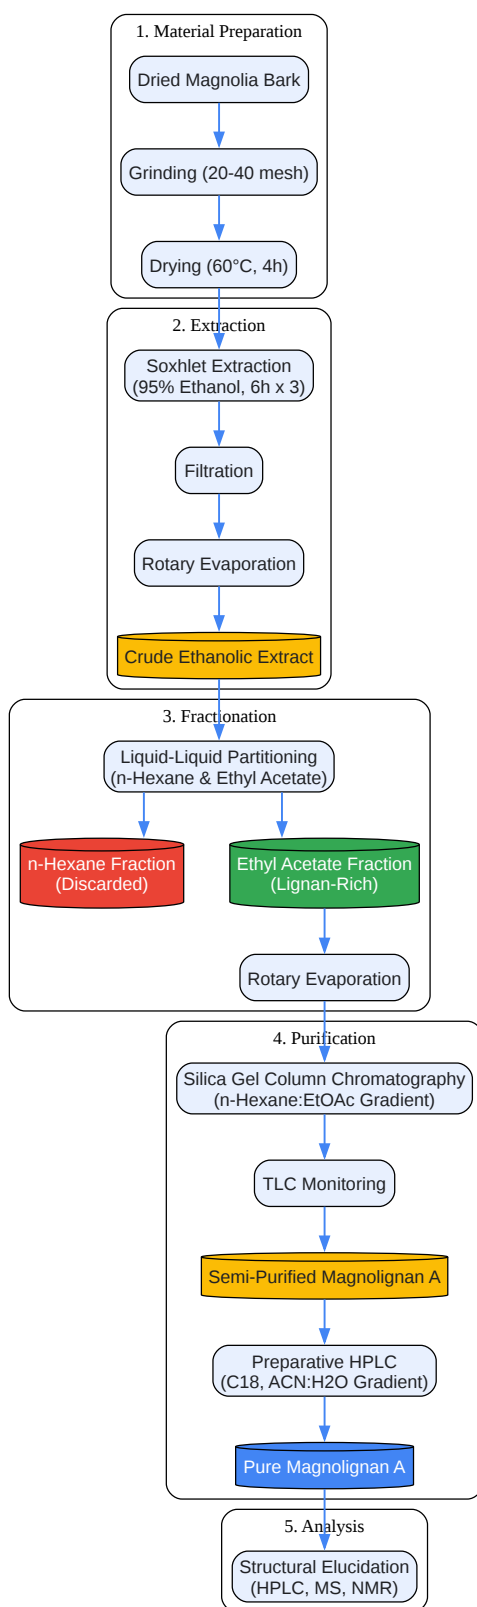 1. Material Preparation
Dried Magnolia Bark
Grinding (20-40 mesh)
Drying (60°C, 4h)
2. Extraction
Soxhlet Extraction
(95% Ethanol, 6h x 3)
Filtration
Rotary Evaporation
Crude Ethanolic Extract
3. Fractionation
Liquid-Liquid Partitioning
(n-Hexane & Ethyl Acetate)
n-Hexane Fraction
(Discarded)
Ethyl Acetate Fraction
(Lignan-Rich)
Rotary Evaporation
4. Purification
Silica Gel Column Chromatography
(n-Hexane:EtOAc Gradient)
TLC Monitoring
Semi-Purified Magnolignan A
Preparative HPLC
(C18, ACN:H2O Gradient)
Pure Magnolignan A
5. Analysis
Structural Elucidation
(HPLC, MS, NMR)